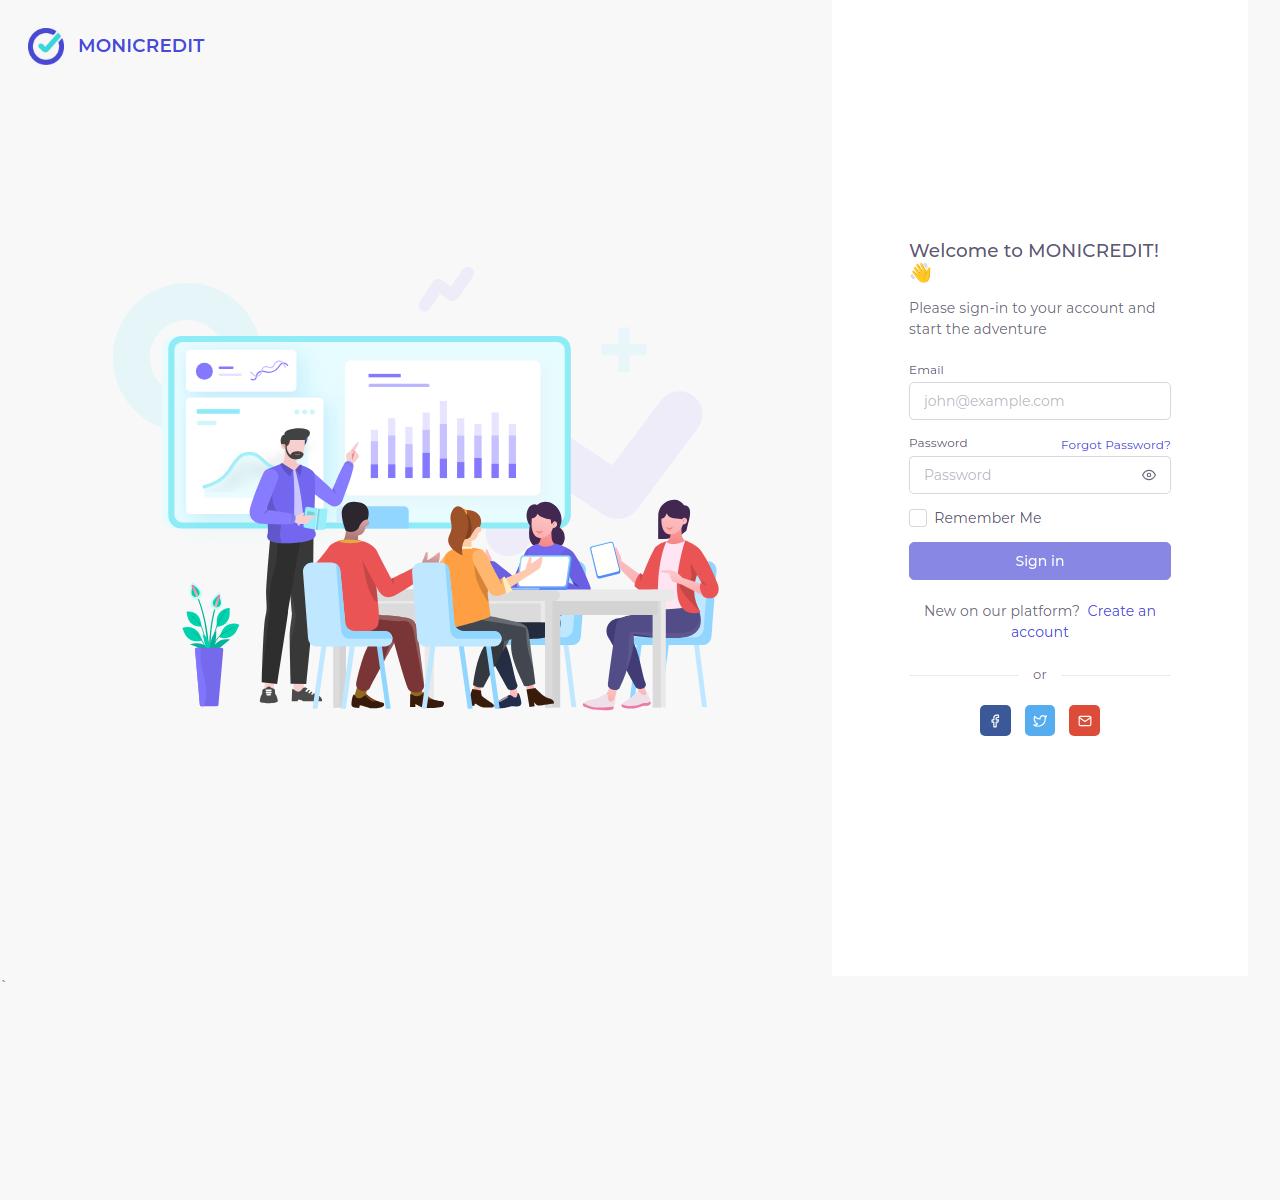 MONICREDIT
Welcome to MONICREDIT!
👋
Please sign-in to your account and
start the adventure
Email
john@example.com
Password
Forgot Password?
Password
Remember Me
Sign in
New on our platform? Create an
account
or
`